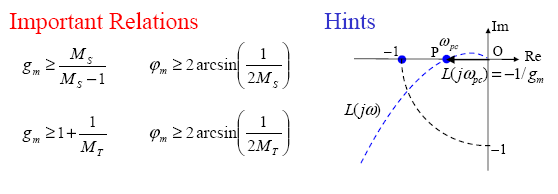 Important Relations
g_m ≥ M_S / (M_S − 1)    φ_m ≥ 2 arcsin(1 / (2M_S))
g_m ≥ 1 + 1 / M_T    φ_m ≥ 2 arcsin(1 / (2M_T))
Hints
Im
ω_pc
−1 P O Re
L(jω_pc) = −1/g_m
L(jω)
−1